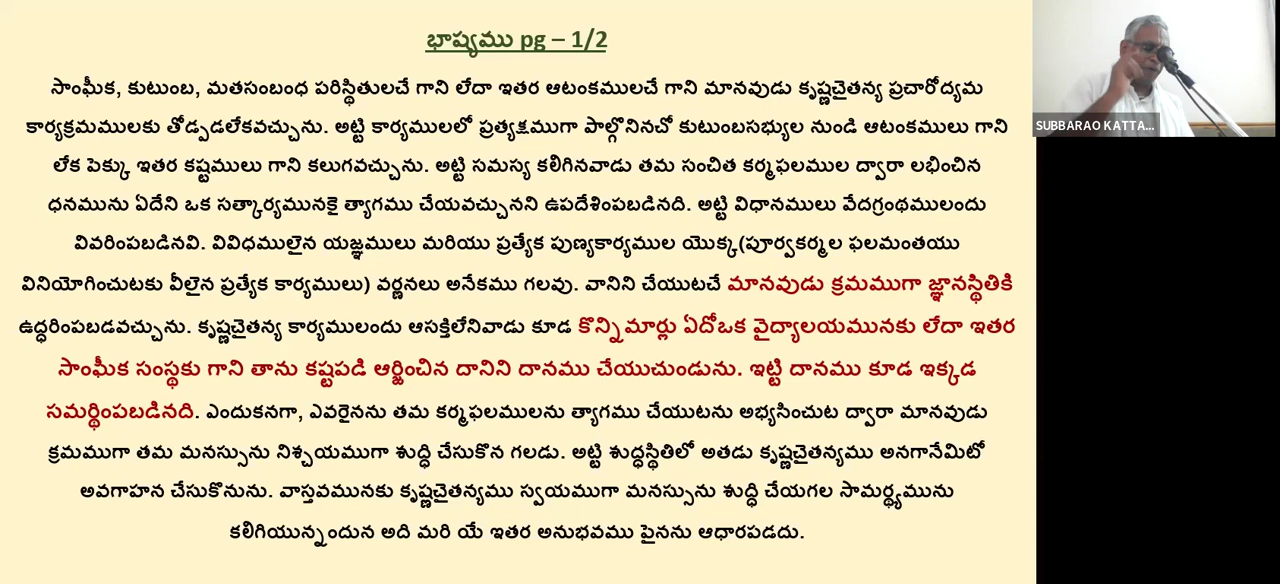 భాష్యము pg – 1/2
సాంఘీక, కుటుంబ, మతసంబంధ పరిస్థితులచే గాని లేదా ఇతర ఆటంకములచే గాని మానవుడు కృష్ణచైతన్య ప్రచారోద్యమ
కార్యక్రమములకు తోడ్పడలేకవచ్చును. అట్టి కార్యములలో ప్రత్యక్షముగా పాల్గొనినచో కుటుంబసభ్యుల నుండి ఆటంకములు గాని
లేక పెక్కు ఇతర కష్టములు గాని కలుగవచ్చును. అట్టి సమస్య కలిగినవాడు తమ సంచిత కర్మఫలముల ద్వారా లభించిన
ధనమును ఏదేని ఒక సత్కార్యమునకై త్యాగము చేయవచ్చునని ఉపదేశింపబడినది. అట్టి విధానములు వేదగ్రంథములందు
వివరింపబడినవి. వివిధములైన యజ్ఞములు మరియు ప్రత్యేక పుణ్యకార్యముల యొక్క(పూర్వకర్మల ఫలమంతయు
వినియోగించుటకు వీలైన ప్రత్యేక కార్యములు) వర్ణనలు అనేకము గలవు. వానిని చేయుటచే మానవుడు క్రమముగా జ్ఞానస్థితికి
ఉద్ధరింపబడవచ్చును. కృష్ణచైతన్య కార్యములందు ఆసక్తిలేనివాడు కూడ కొన్నిమార్లు ఏదోఒక వైద్యాలయమునకు లేదా ఇతర
సాంఘీక సంస్థకు గాని తాను కష్టపడి ఆర్జించిన దానిని దానము చేయుచుండును. ఇట్టి దానము కూడ ఇక్కడ
సమర్థింపబడినది. ఎందుకనగా, ఎవరైనను తమ కర్మఫలములను త్యాగము చేయుటను అభ్యసించుట ద్వారా మానవుడు
క్రమముగా తమ మనస్సును నిశ్చయముగా శుద్ధి చేసుకొన గలడు. అట్టి శుద్ధస్థితిలో అతడు కృష్ణచైతన్యము అనగానేమిటో
అవగాహన చేసుకొనును. వాస్తవమునకు కృష్ణచైతన్యము స్వయముగా మనస్సును శుద్ధి చేయగల సామర్థ్యమును
కలిగియున్నందున అది మరి యే ఇతర అనుభవము పైనను ఆధారపడదు.
SUBBARAO KATTA...